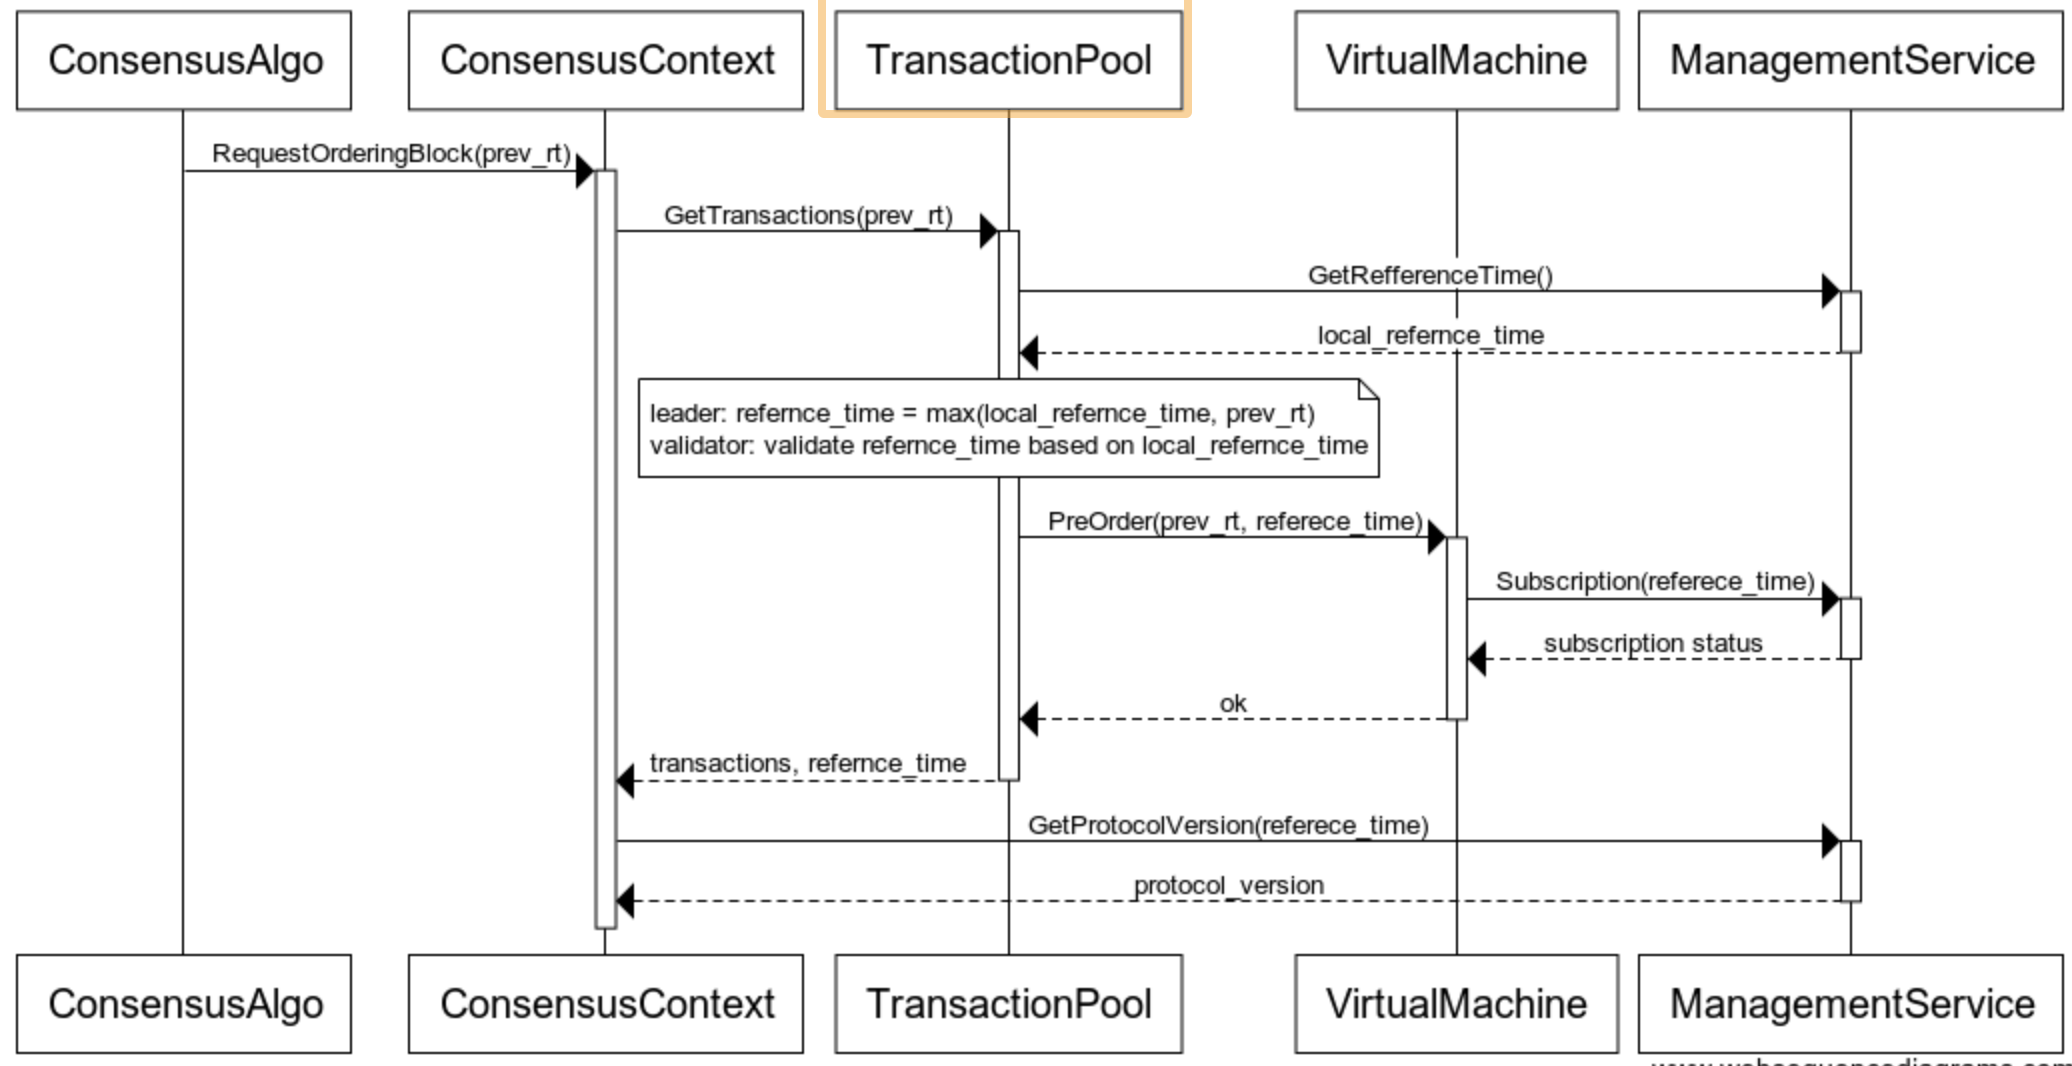 ConsensusAlgo
ConsensusContext
TransactionPool
VirtualMachine
ManagementService
RequestOrderingBlock(prev_rt)
GetTransactions(prev_rt)
GetRefferenceTime()
local_refernce_time
leader: refernce_time = max(local_refernce_time, prev_rt)
validator: validate refernce_time based on local_refernce_time
PreOrder(prev_rt, referece_time)
Subscription(referece_time)
subscription status
ok
transactions, refernce_time
GetProtocolVersion(referece_time)
protocol_version
ConsensusAlgo
ConsensusContext
TransactionPool
VirtualMachine
ManagementService